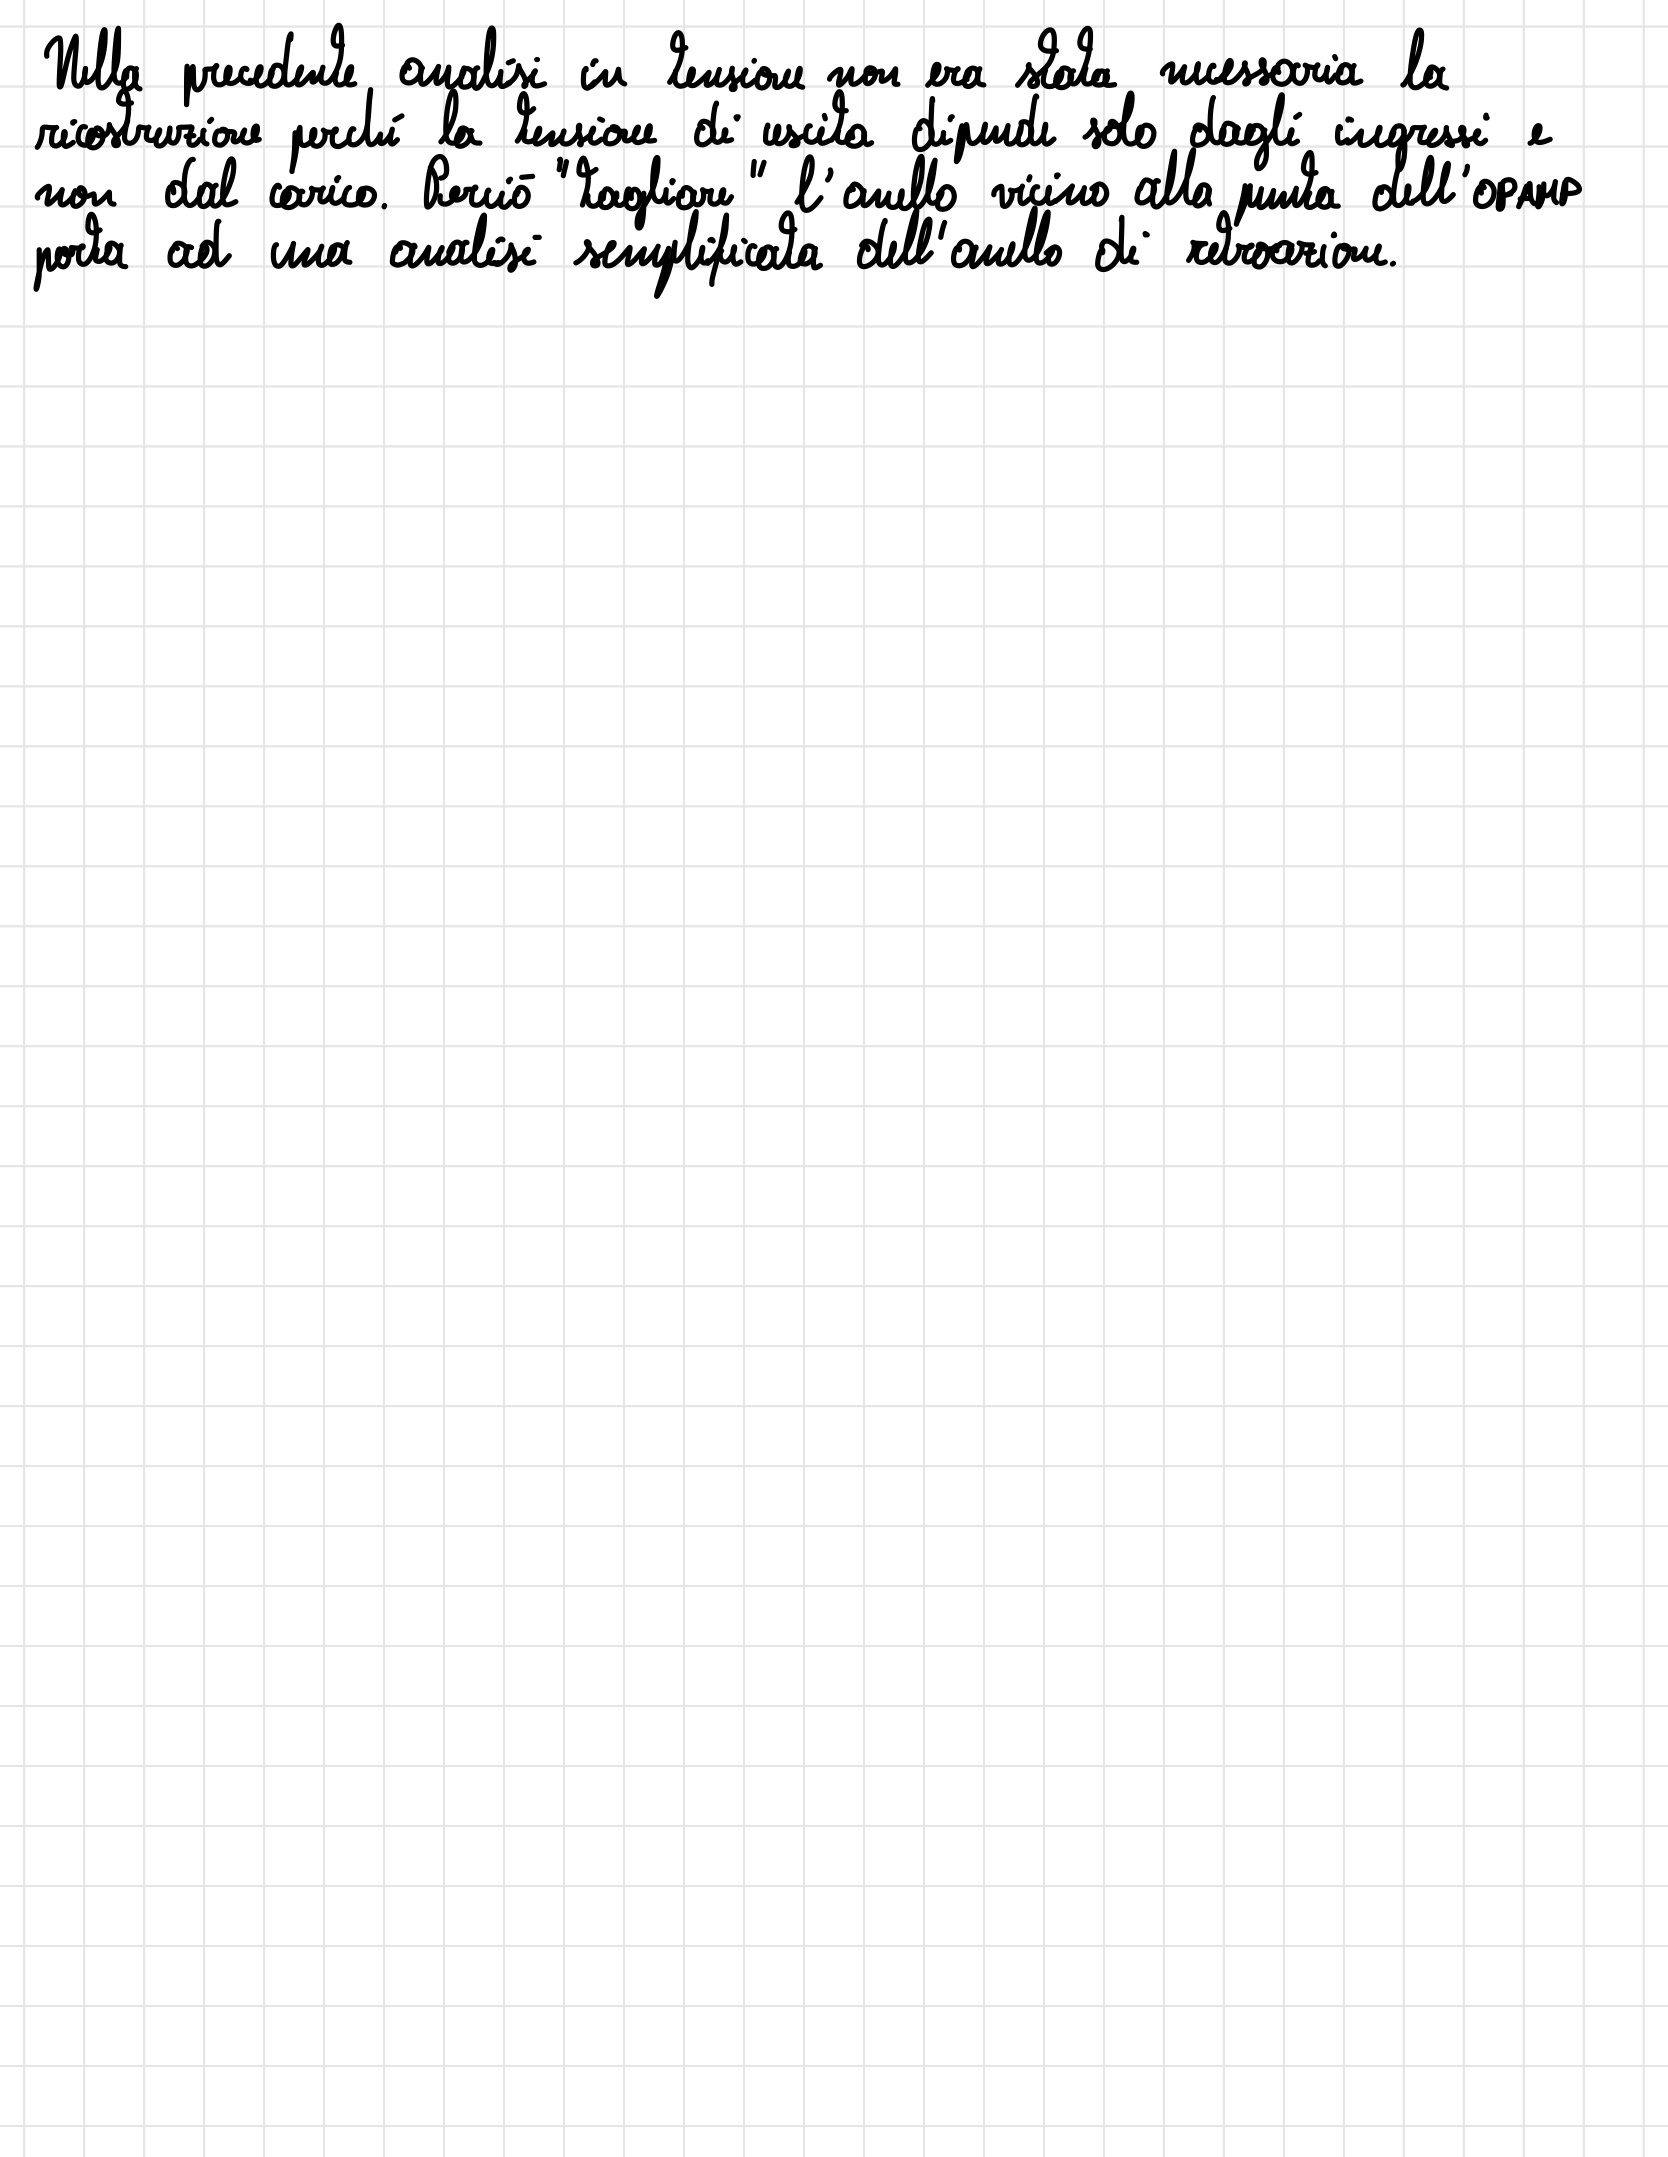 Nella precedente analisi in tensione non era stata necessaria la
ricostruzione perché la tensione di uscita dipende solo dagli ingressi e
non dal carico. Perciò "tagliare" l'anello vicino alla punta dell'OPAMP
porta ad una analisi semplificata dell'anello di retroazione.